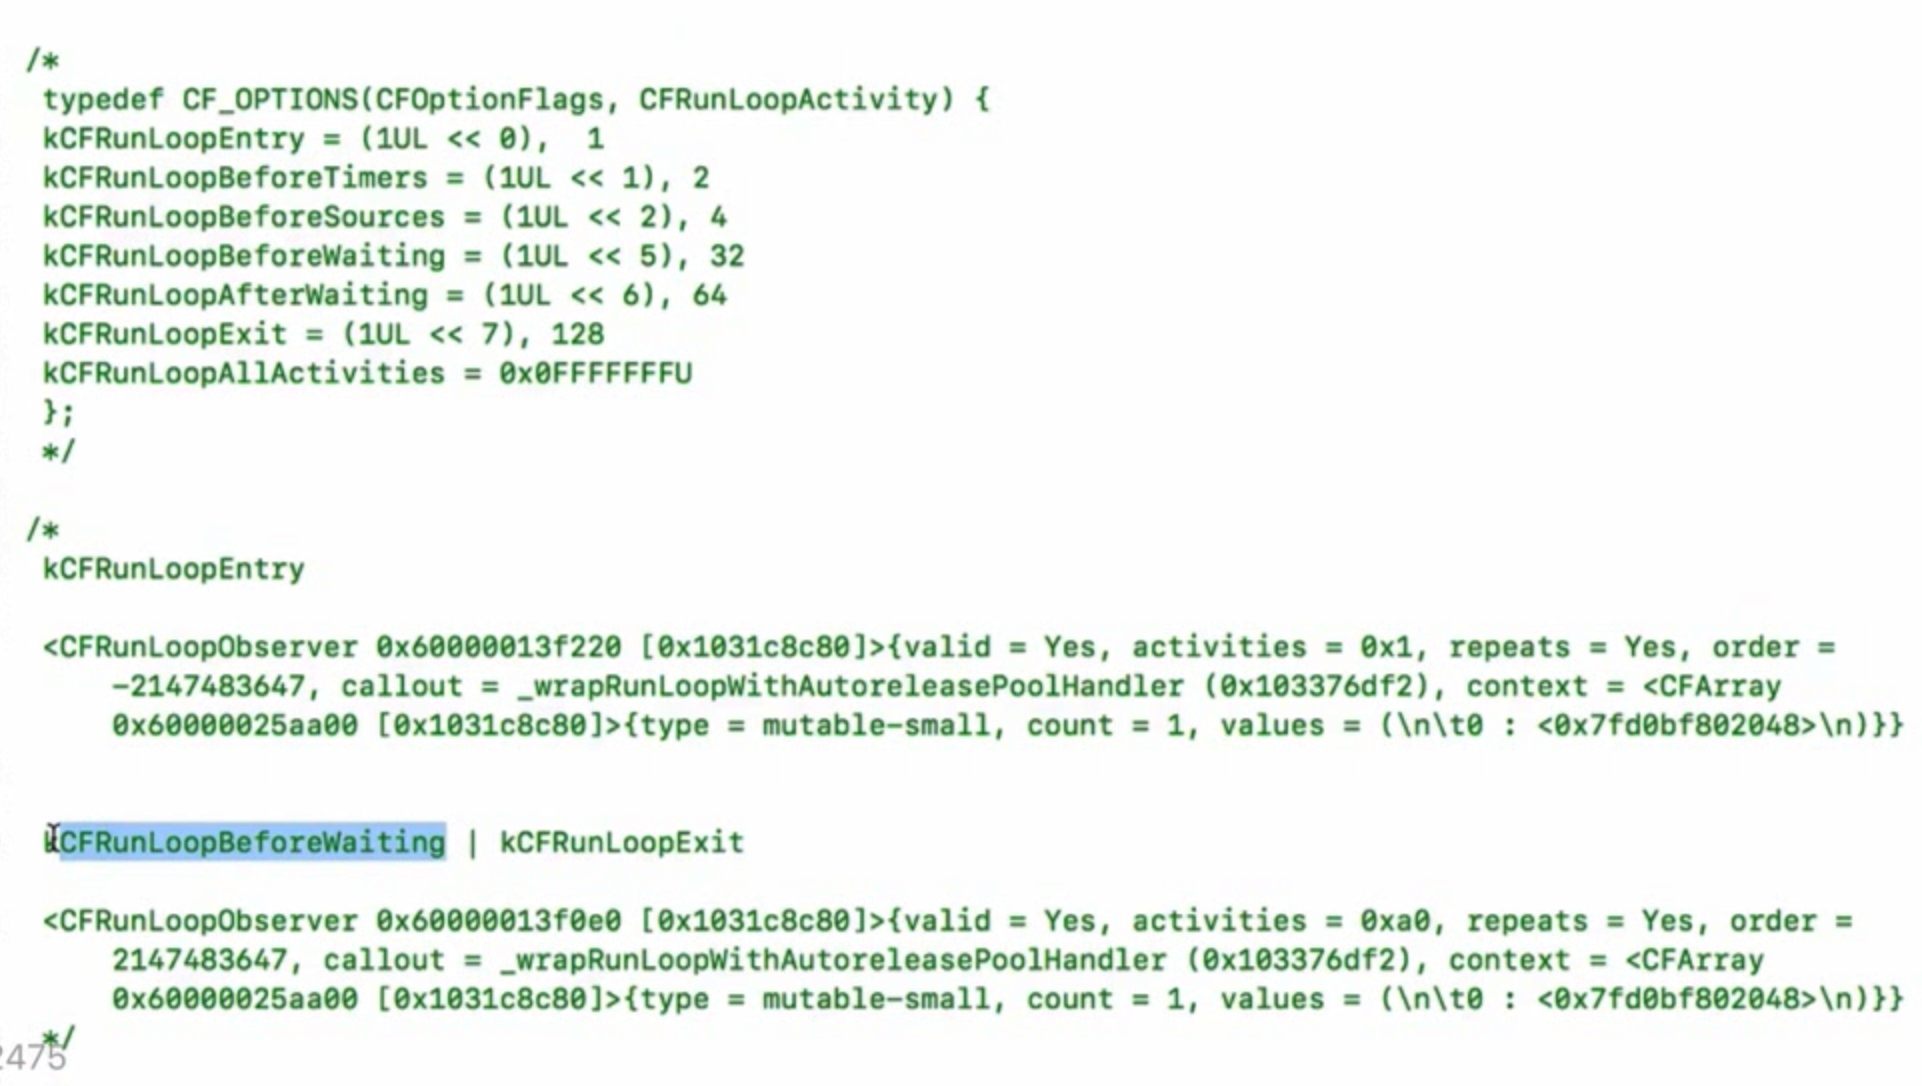 /*
typedef CF_OPTIONS(CFOptionFlags, CFRunLoopActivity) {
kCFRunLoopEntry = (1UL << 0),  1
kCFRunLoopBeforeTimers = (1UL << 1), 2
kCFRunLoopBeforeSources = (1UL << 2), 4
kCFRunLoopBeforeWaiting = (1UL << 5), 32
kCFRunLoopAfterWaiting = (1UL << 6), 64
kCFRunLoopExit = (1UL << 7), 128
kCFRunLoopAllActivities = 0x0FFFFFFFU
};
*/
/*
kCFRunLoopEntry
<CFRunLoopObserver 0x60000013f220 [0x1031c8c80]>{valid = Yes, activities = 0x1, repeats = Yes, order =
-2147483647, callout = _wrapRunLoopWithAutoreleasePoolHandler (0x103376df2), context = <CFArray
0x60000025aa00 [0x1031c8c80]>{type = mutable-small, count = 1, values = (\n\t0 : <0x7fd0bf802048>\n)}}
kCFRunLoopBeforeWaiting | kCFRunLoopExit
<CFRunLoopObserver 0x60000013f0e0 [0x1031c8c80]>{valid = Yes, activities = 0xa0, repeats = Yes, order =
2147483647, callout = _wrapRunLoopWithAutoreleasePoolHandler (0x103376df2), context = <CFArray
0x60000025aa00 [0x1031c8c80]>{type = mutable-small, count = 1, values = (\n\t0 : <0x7fd0bf802048>\n)}}
*/
2475